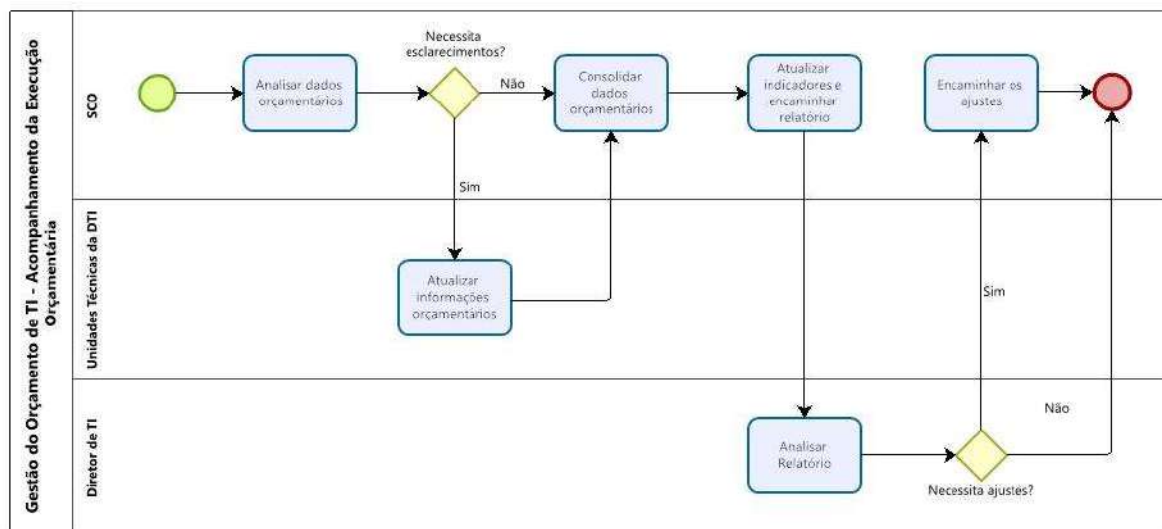 Gestão do Orçamento de TI - Acompanhamento da Execução
Orçamentária
SCO
Analisar dados
orçamentários
Necessita
esclarecimentos?
Não
Sim
Consolidar
dados
orçamentários
Atualizar
indicadores e
encaminhar
relatório
Encaminhar os
ajustes
Unidades Técnicas da DTI
Atualizar
informações
orçamentários
Sim
Diretor de TI
Analisar
Relatório
Necessita ajustes?
Não